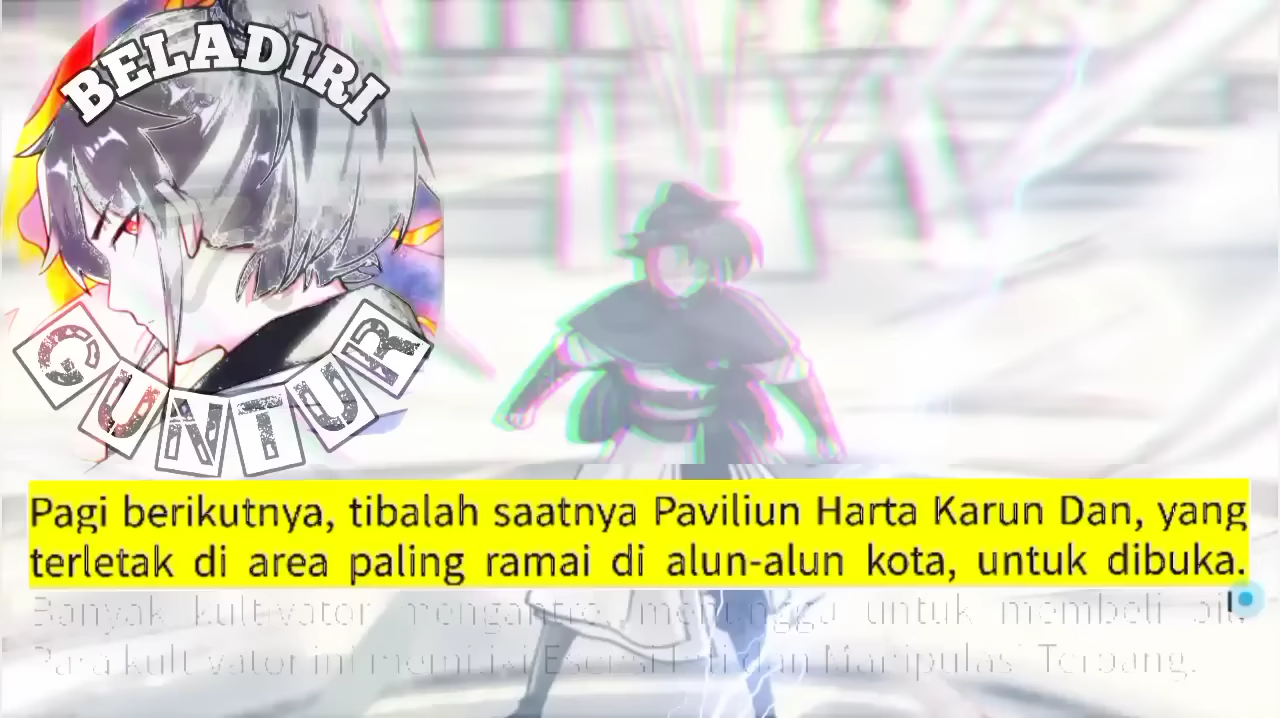 BELADIRI
GUNTUR
Pagi berikutnya, tibalah saatnya Paviliun Harta Karun Dan, yang
terletak di area paling ramai di alun-alun kota, untuk dibuka.
Banyak kultivator mengantre, menunggu untuk membeli pil.
Para kultivator ini memiliki Esensi dan Manipulasi Terbang.